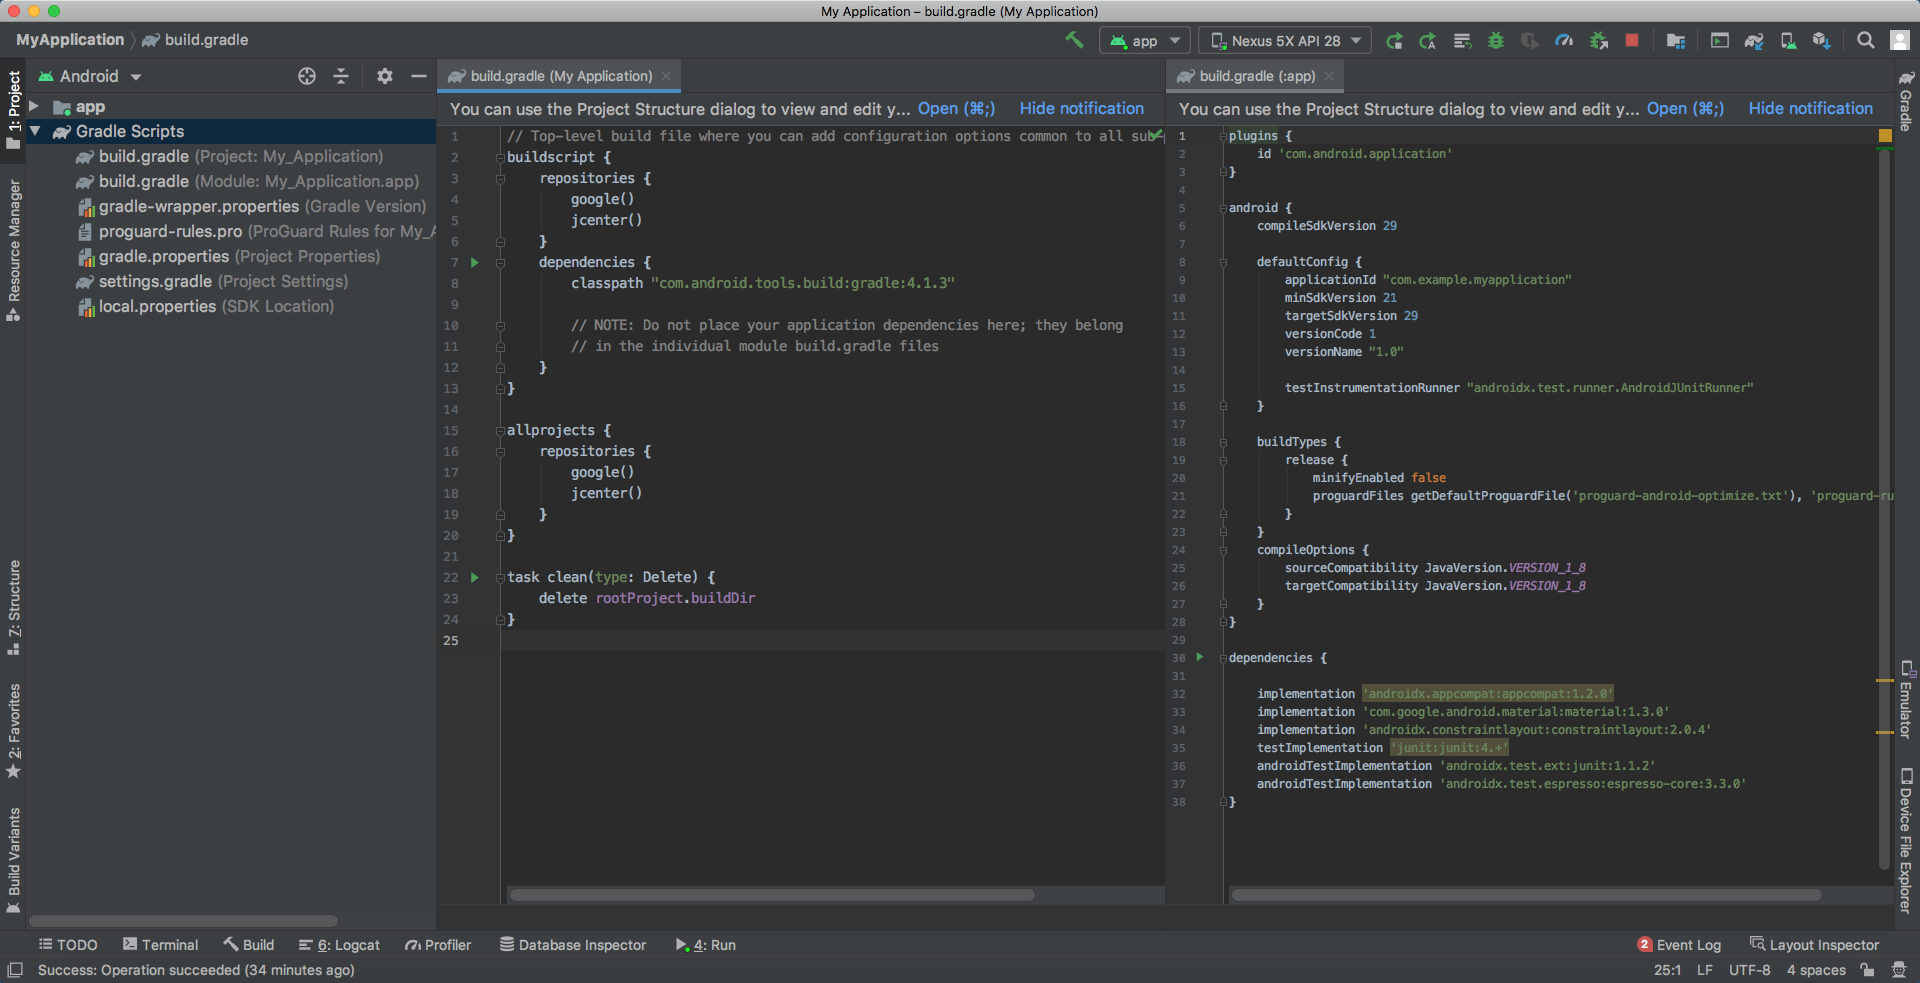 My Application – build.gradle (My Application)
MyApplication
build.gradle
app
Nexus 5X API 28
Android
build.gradle (My Application)
build.gradle (:app)
1: Project
Resource Manager
Z: Structure
2: Favorites
Build Variants
app
Gradle Scripts
build.gradle (Project: My_Application)
build.gradle (Module: My_Application.app)
gradle-wrapper.properties (Gradle Version)
proguard-rules.pro (ProGuard Rules for My_A
gradle.properties (Project Properties)
settings.gradle (Project Settings)
local.properties (SDK Location)
You can use the Project Structure dialog to view and edit y... Open (⌘;) Hide notification
1 // Top-level build file where you can add configuration options common to all sub-p
2 buildscript {
3 repositories {
4 google()
5 jcenter()
6 }
7 dependencies {
8 classpath "com.android.tools.build:gradle:4.1.3"
9
10 // NOTE: Do not place your application dependencies here; they belong
11 // in the individual module build.gradle files
12 }
13 }
14
15 allprojects {
16 repositories {
17 google()
18 jcenter()
19 }
20 }
21
22 task clean(type: Delete) {
23 delete rootProject.buildDir
24 }
25
You can use the Project Structure dialog to view and edit y... Open (⌘;) Hide notification
1 plugins {
2 id 'com.android.application'
3 }
4
5 android {
6 compileSdkVersion 29
7
8 defaultConfig {
9 applicationId "com.example.myapplication"
10 minSdkVersion 21
11 targetSdkVersion 29
12 versionCode 1
13 versionName "1.0"
14
15 testInstrumentationRunner "androidx.test.runner.AndroidJUnitRunner"
16 }
17
18 buildTypes {
19 release {
20 minifyEnabled false
21 proguardFiles getDefaultProguardFile('proguard-android-optimize.txt'), 'proguard-ru
22 }
23 }
24 compileOptions {
25 sourceCompatibility JavaVersion.VERSION_1_8
26 targetCompatibility JavaVersion.VERSION_1_8
27 }
28 }
29
30 dependencies {
31
32 implementation 'androidx.appcompat:appcompat:1.2.0'
33 implementation 'com.google.android.material:material:1.3.0'
34 implementation 'androidx.constraintlayout:constraintlayout:2.0.4'
35 testImplementation 'junit:junit:4.+'
36 androidTestImplementation 'androidx.test.ext:junit:1.1.2'
37 androidTestImplementation 'androidx.test.espresso:espresso-core:3.3.0'
38 }
Gradle
Emulator
Device File Explorer
TODO
Terminal
Build
6: Logcat
Profiler
Database Inspector
4: Run
2 Event Log
Layout Inspector
Success: Operation succeeded (34 minutes ago)
25:1 LF UTF-8 4 spaces